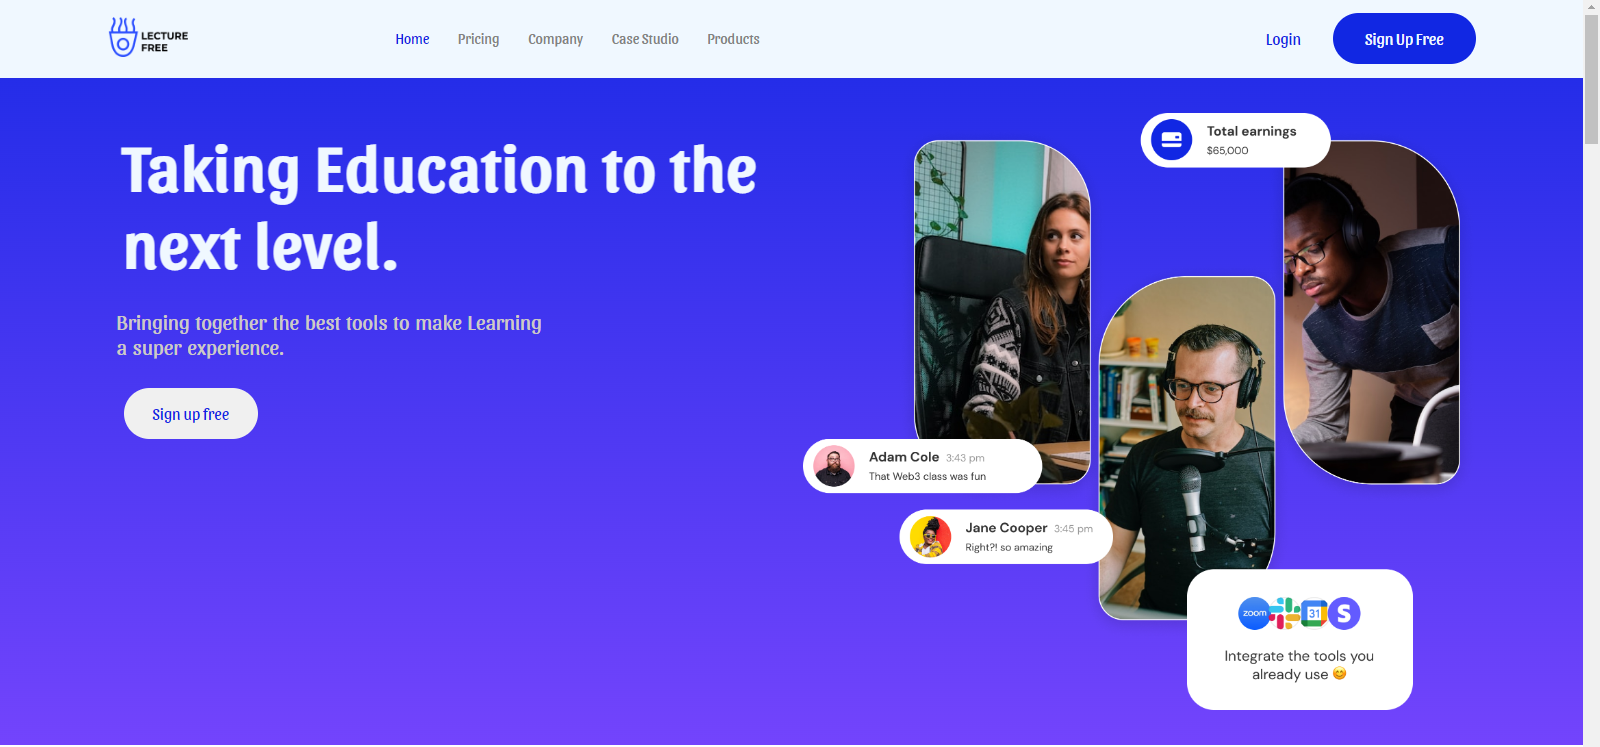 LECTURE
FREE
Home
Pricing
Company
Case Studio
Products
Login
Sign Up Free
Taking Education to the
next level.
Bringing together the best tools to make Learning
a super experience.
Sign up free
Total earnings
$65,000
Adam Cole 3:43 pm
That Web3 class was fun
Jane Cooper 3:45 pm
Right?! so amazing
zoom
31
S
Integrate the tools you
already use 😊